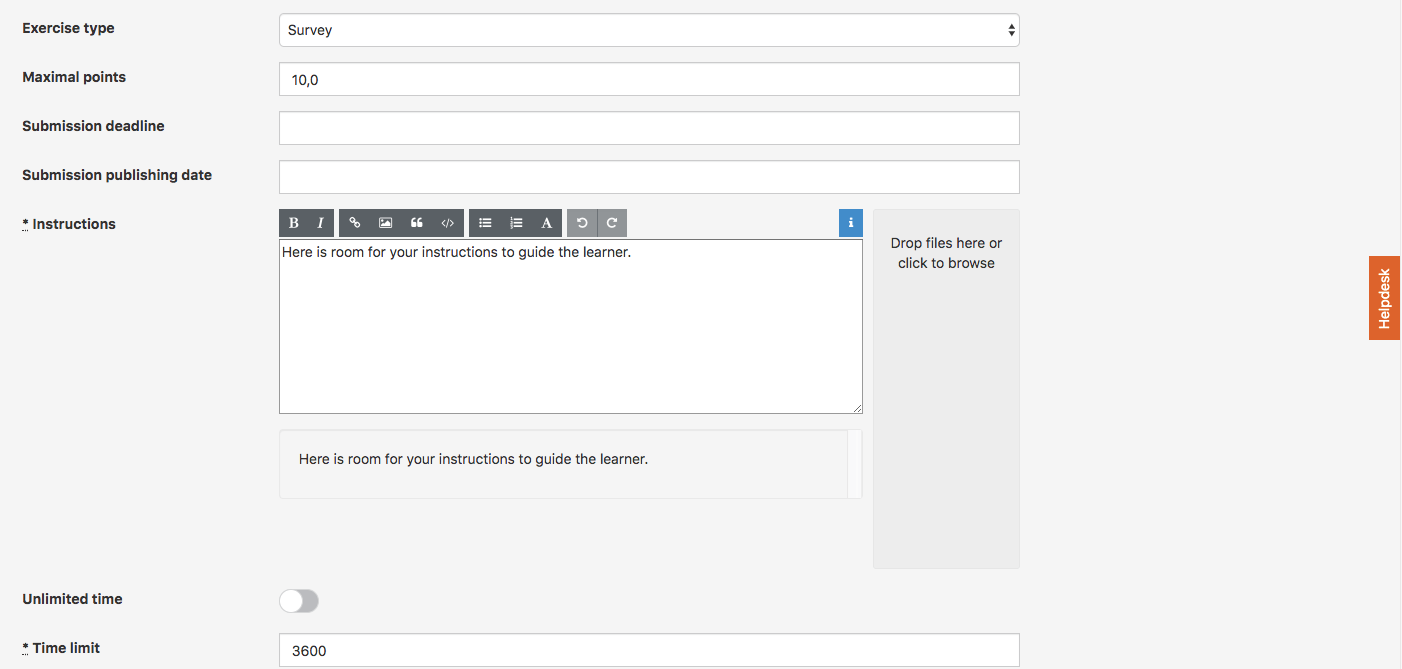 Exercise type
Survey
Maximal points
10,0
Submission deadline
Submission publishing date
* Instructions
B I A i
Here is room for your instructions to guide the learner.
Drop files here or
click to browse
Helpdesk
Here is room for your instructions to guide the learner.
Unlimited time
* Time limit
3600